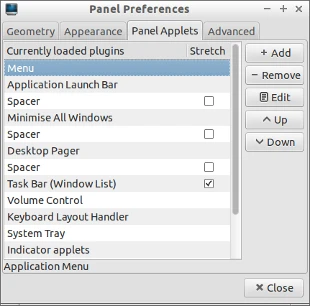 Panel Preferences
Geometry Appearance Panel Applets Advanced
Currently loaded plugins Stretch
Menu
Application Launch Bar
Spacer
Minimise All Windows
Spacer
Desktop Pager
Spacer
Task Bar (Window List)
Volume Control
Keyboard Layout Handler
System Tray
Indicator applets
Application Menu
Add
Remove
Edit
Up
Down
Close